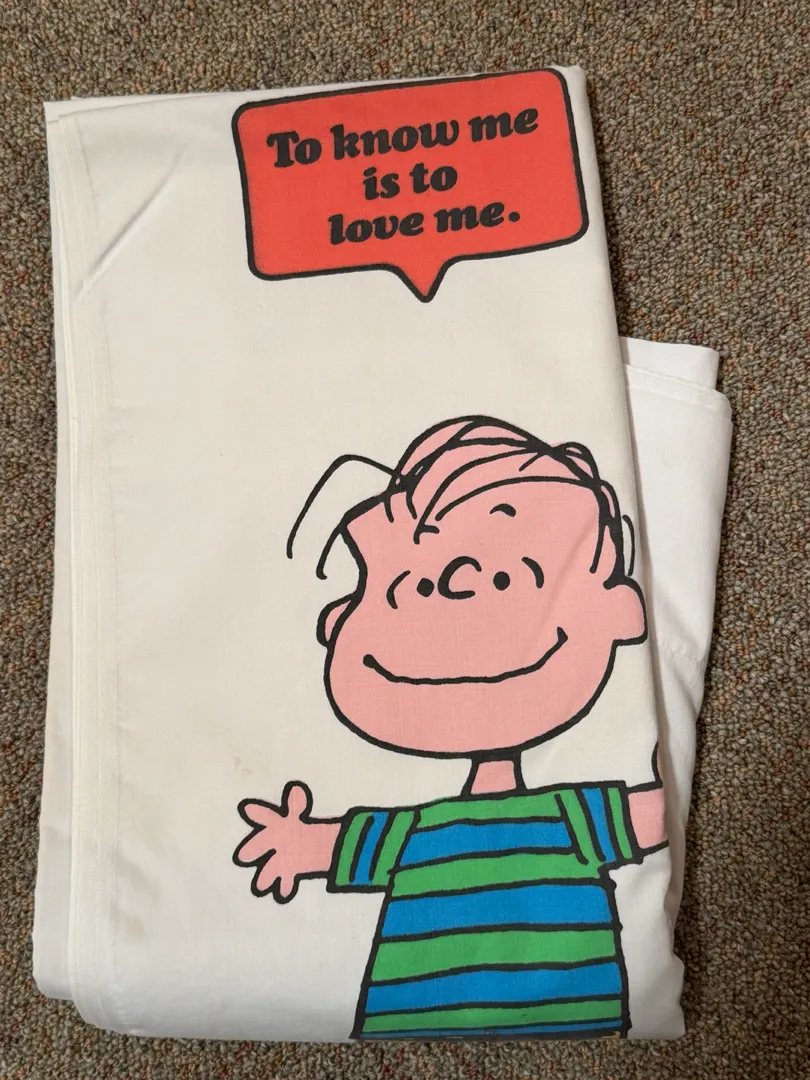 To know me
is to
love me.